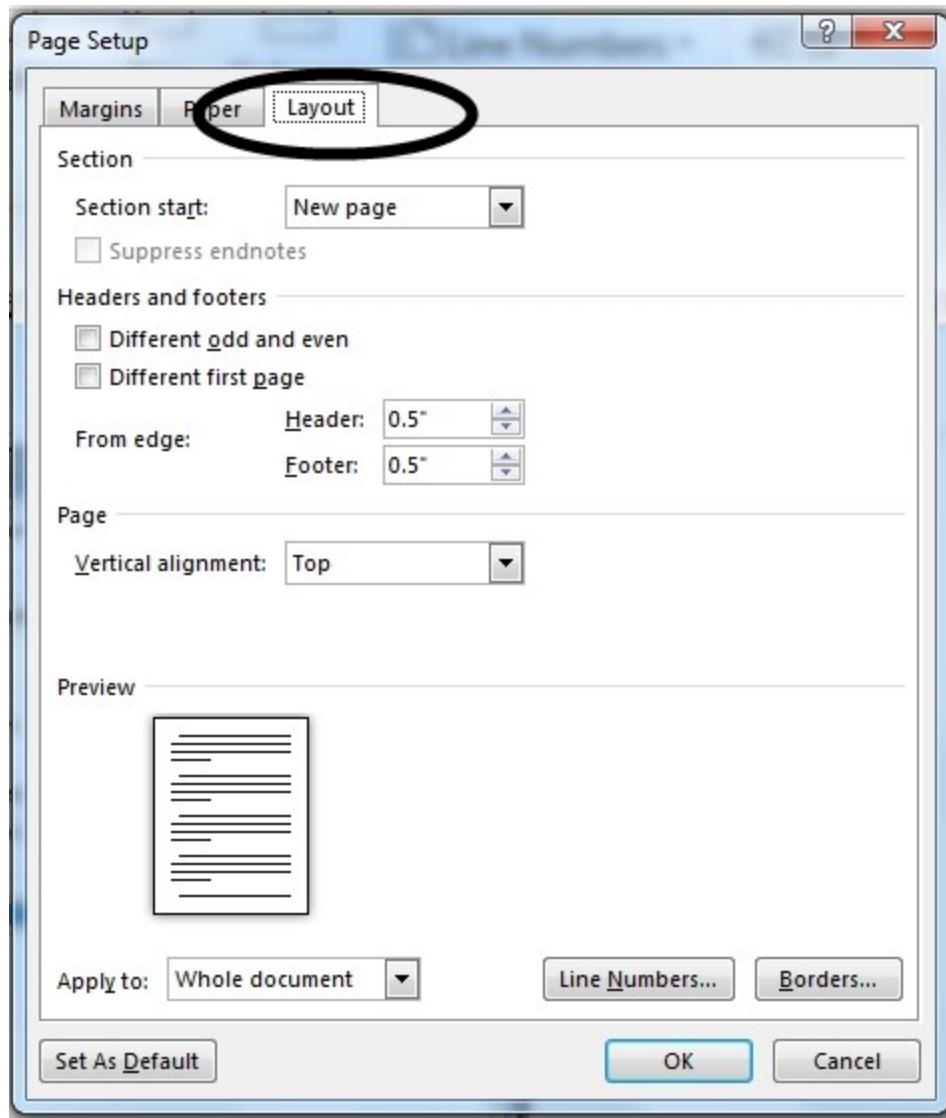 Line Numbers
Page Setup
Margins Paper Layout
Section
Section start: New page
Suppress endnotes
Headers and footers
Different odd and even
Different first page
Header: 0.5"
From edge:
Footer: 0.5"
Page
Vertical alignment: Top
Preview
Apply to: Whole document Line Numbers... Borders...
Set As Default OK Cancel